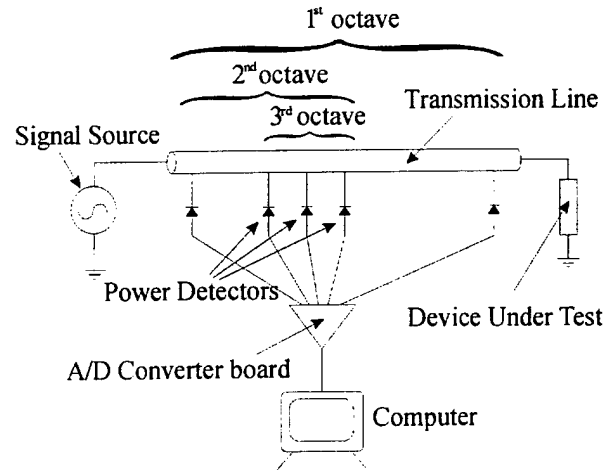 1st octave
2nd octave
3rd octave
Transmission Line
Signal Source
Power Detectors
Device Under Test
A/D Converter board
Computer